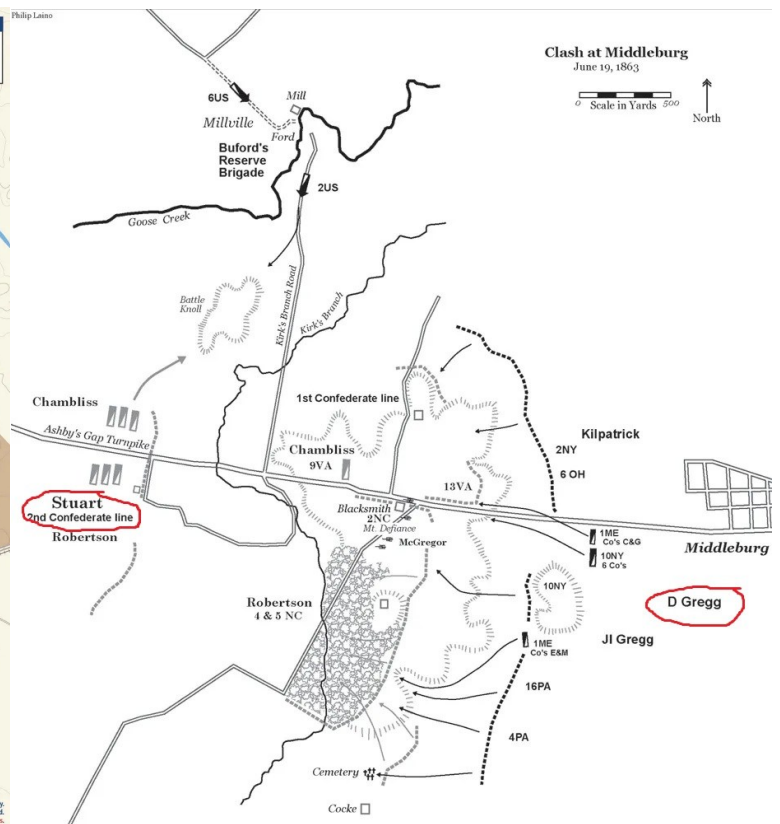 Philip Laino
Clash at Middleburg
June 19, 1863
0 Scale in Yards 500
North
6US
Mill
Millville
Ford
Buford's
Reserve
Brigade
2US
Goose Creek
Battle
Knoll
Kirk's Branch Road
Kirk's Branch
1st Confederate line
Chambliss
Ashby's Gap Turnpike
Kilpatrick
2NY
6 OH
Chambliss
9VA
13VA
Stuart
2nd Confederate line
Robertson
Blacksmith
2NC
Mt. Defiance
McGregor
1ME
Co's C&G
10NY
6 Co's
Middleburg
10NY
D Gregg
Robertson
4 & 5 NC
JI Gregg
1ME
Co's E&M
16PA
4PA
Cemetery
Cocke